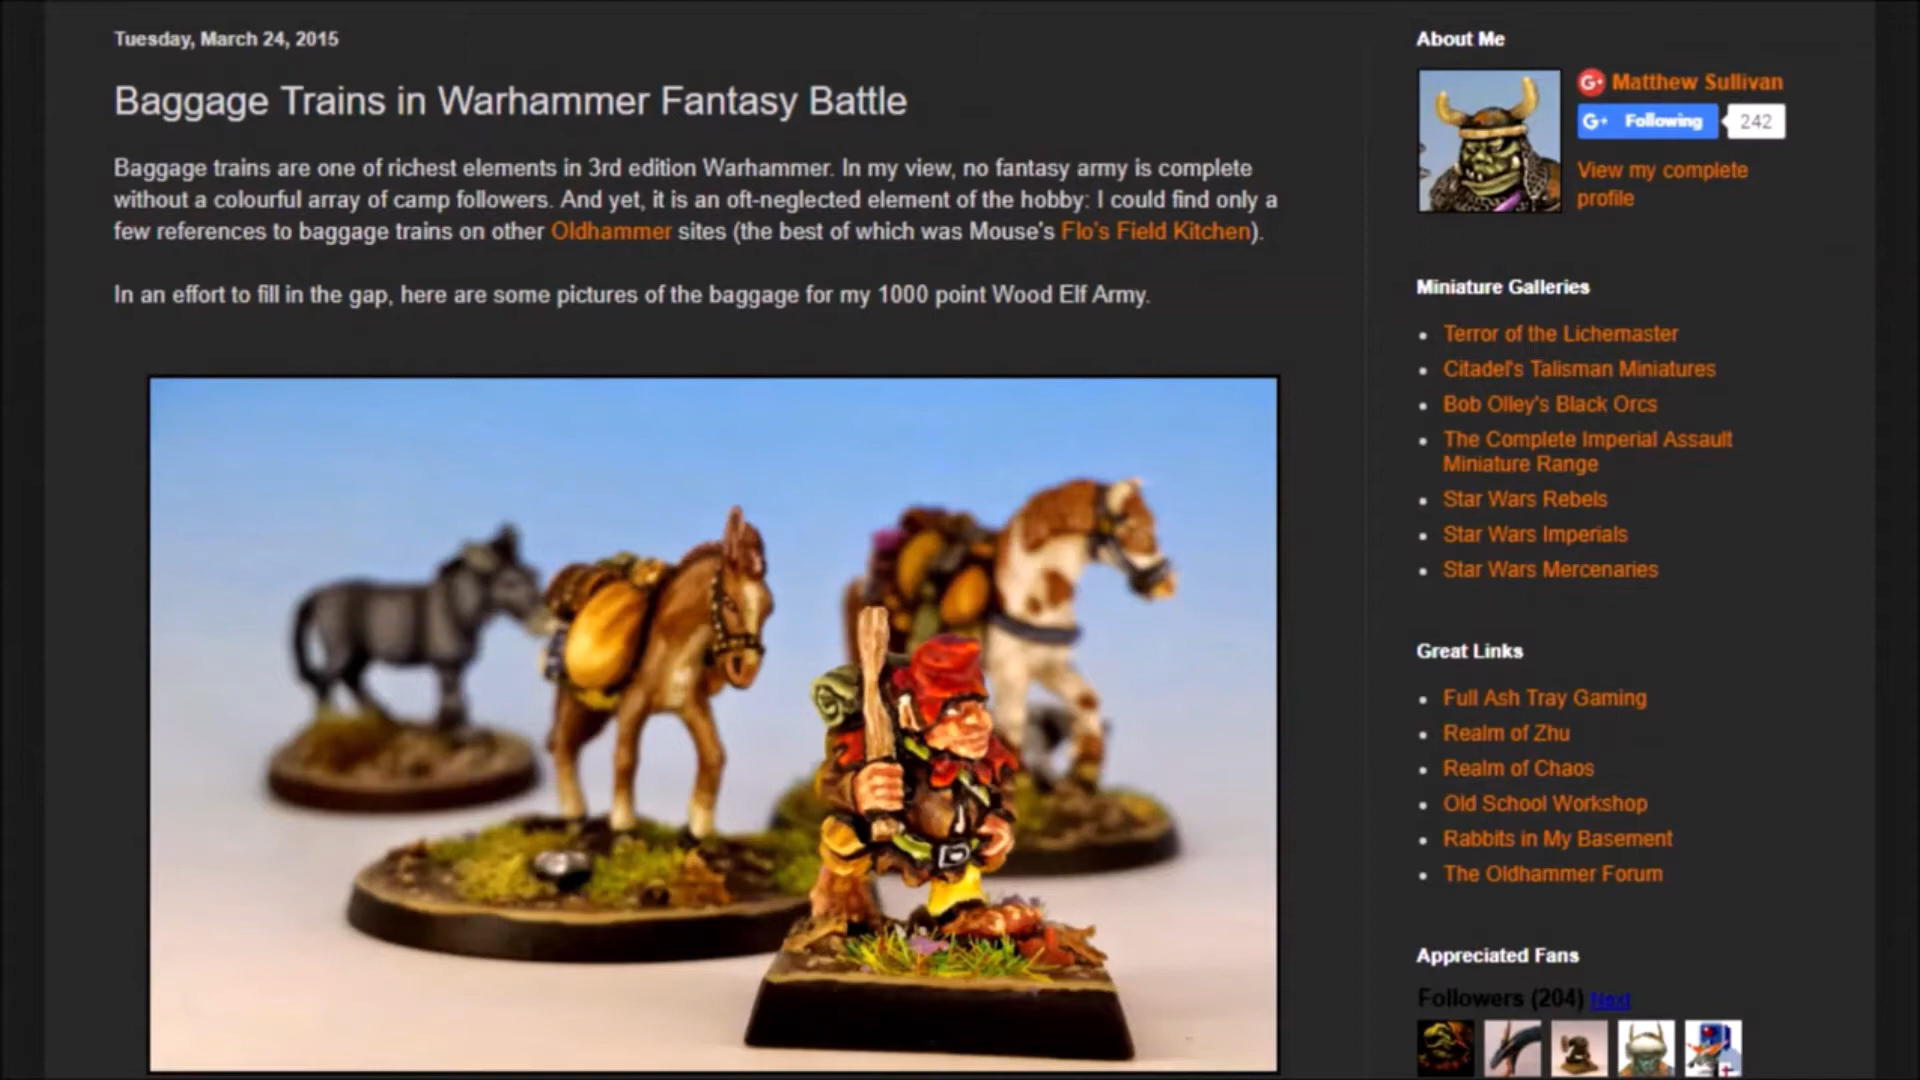 Tuesday, March 24, 2015
Baggage Trains in Warhammer Fantasy Battle
Baggage trains are one of richest elements in 3rd edition Warhammer. In my view, no fantasy army is complete
without a colourful array of camp followers. And yet, it is an oft-neglected element of the hobby: I could find only a
few references to baggage trains on other Oldhammer sites (the best of which was Mouse's Flo's Field Kitchen).
In an effort to fill in the gap, here are some pictures of the baggage for my 1000 point Wood Elf Army.
About Me
G+ Matthew Sullivan
G+ Following 242
View my complete
profile
Miniature Galleries
Terror of the Lichemaster
Citadel's Talisman Miniatures
Bob Olley's Black Orcs
The Complete Imperial Assault
Miniature Range
Star Wars Rebels
Star Wars Imperials
Star Wars Mercenaries
Great Links
Full Ash Tray Gaming
Realm of Zhu
Realm of Chaos
Old School Workshop
Rabbits in My Basement
The Oldhammer Forum
Appreciated Fans
Followers (204) Next